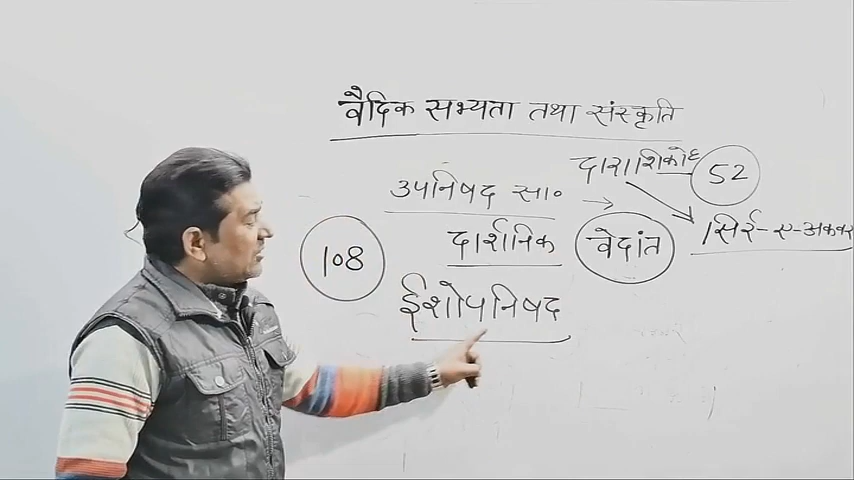 वैदिक सभ्यता तथा संस्कृति
दाराशिकोह
52
उपनिषद सा०
108
दार्शनिक
वेदांत
सिर्र-ए-अकबर
ईशोपनिषद